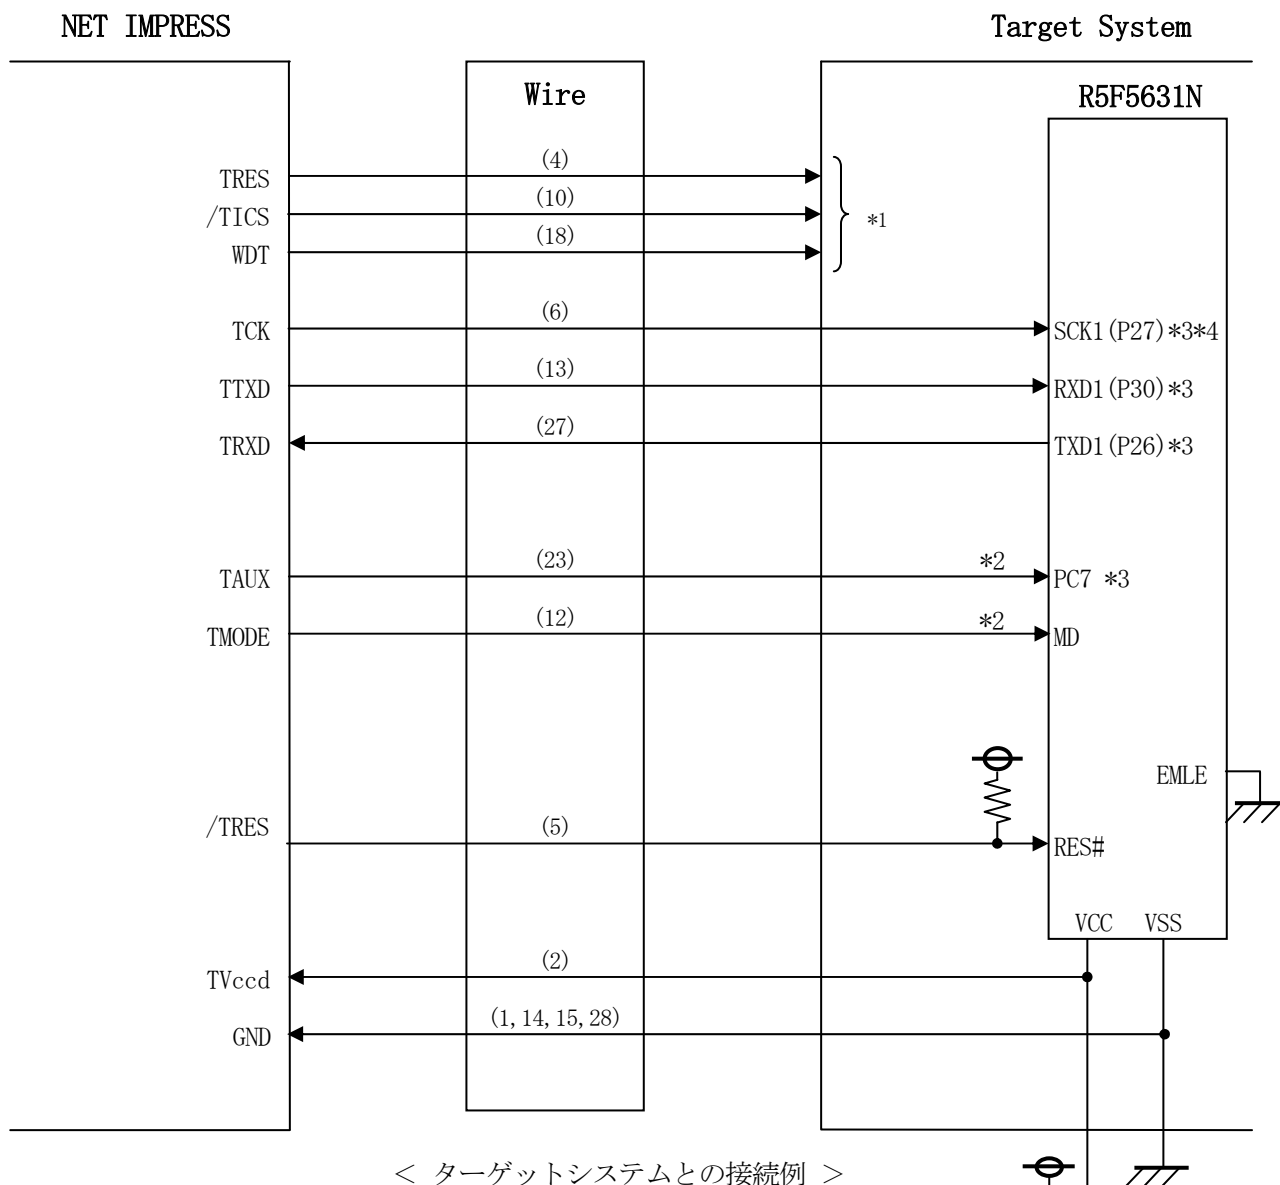 NET IMPRESS
Target System
Wire
R5F5631N
TRES
(4)
/TICS
(10)
*1
WDT
(18)
TCK
(6)
SCK1(P27)*3*4
TTXD
(13)
RXD1(P30)*3
TRXD
(27)
TXD1(P26)*3
TAUX
(23)
*2
PC7 *3
TMODE
(12)
*2
MD
EMLE
/TRES
(5)
RES#
VCC
VSS
TVccd
(2)
GND
(1,14,15,28)
< ターゲットシステムとの接続例 >